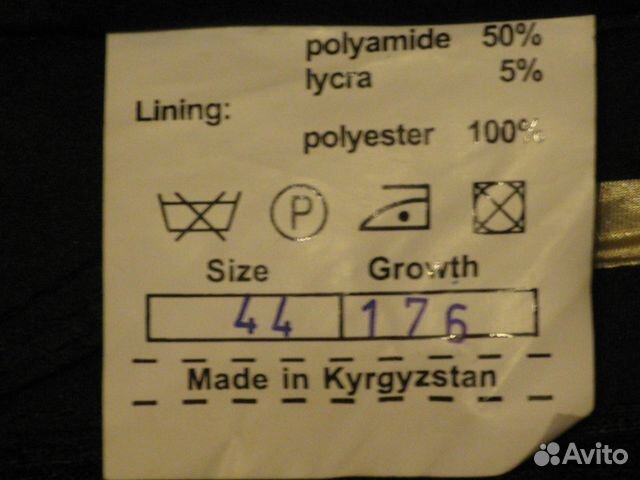 polyamide 50%
lycra 5%
Lining:
polyester 100%
P
Size Growth
44 176
Made in Kyrgyzstan
Avito